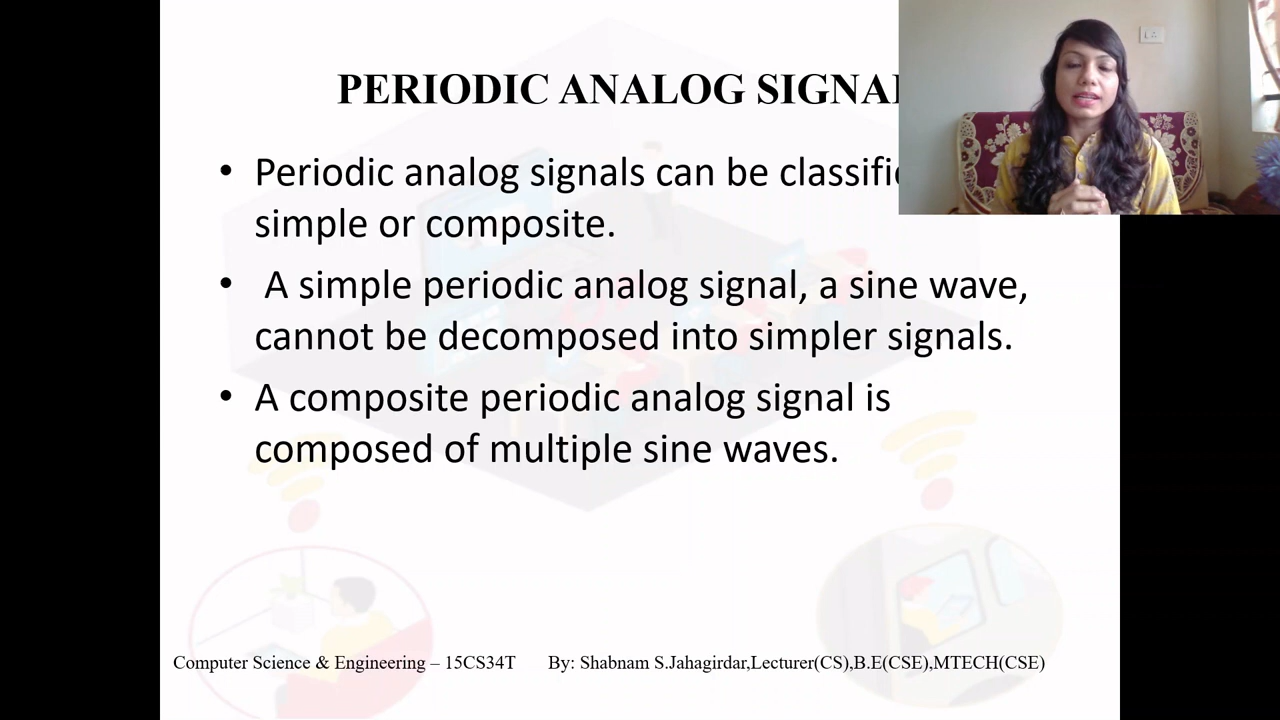 PERIODIC ANALOG
• Periodic analog signals can be
simple or composite.
• A simple periodic analog signal, a sine wave,
cannot be decomposed into simpler signals.
• A composite periodic analog signal is
composed of multiple sine waves.
Computer Science & Engineering – 15CS34T By: Shabnam S.Jahagirdar,Lecturer(CS),B.E(CSE),MTECH(CSE)